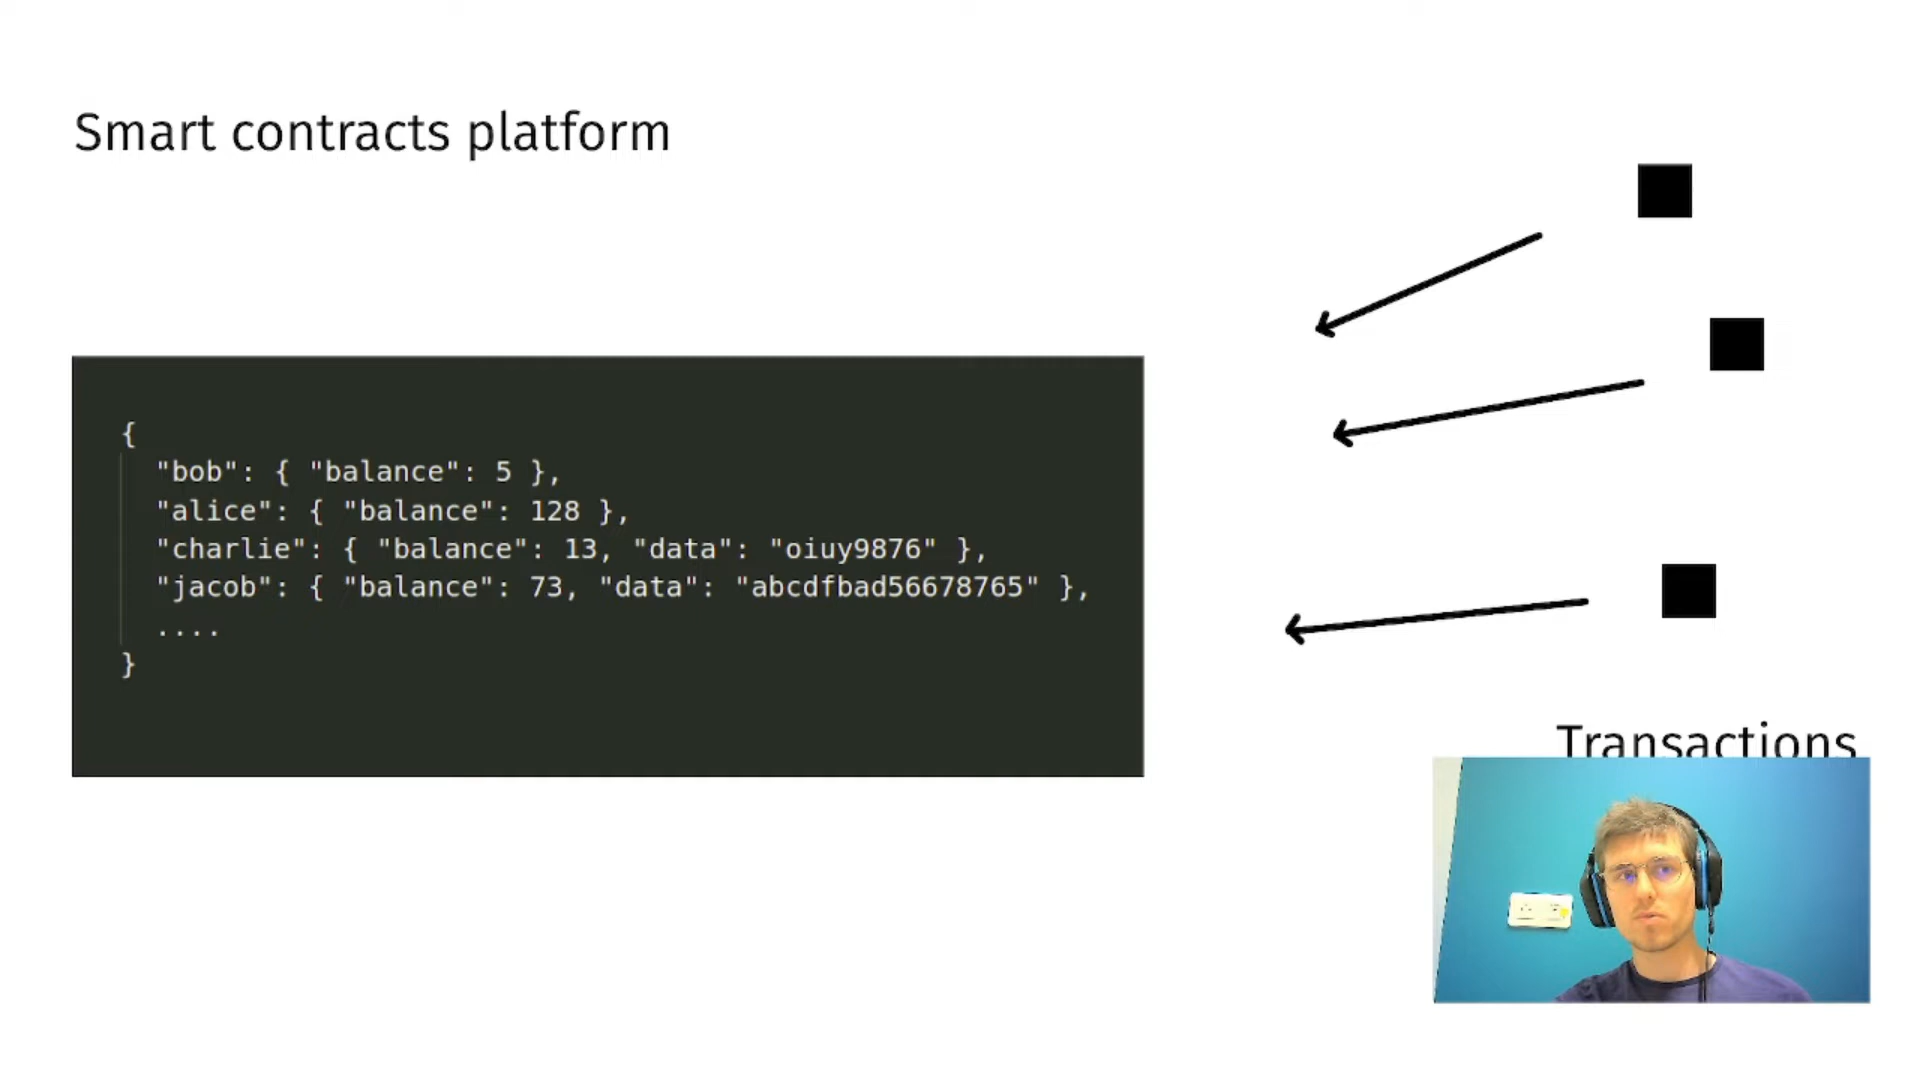 Smart contracts platform
{
"bob": { "balance": 5 },
"alice": { "balance": 128 },
"charlie": { "balance": 13, "data": "oiuy9876" },
"jacob": { "balance": 73, "data": "abcdfbad56678765" },
....
}
Transactions